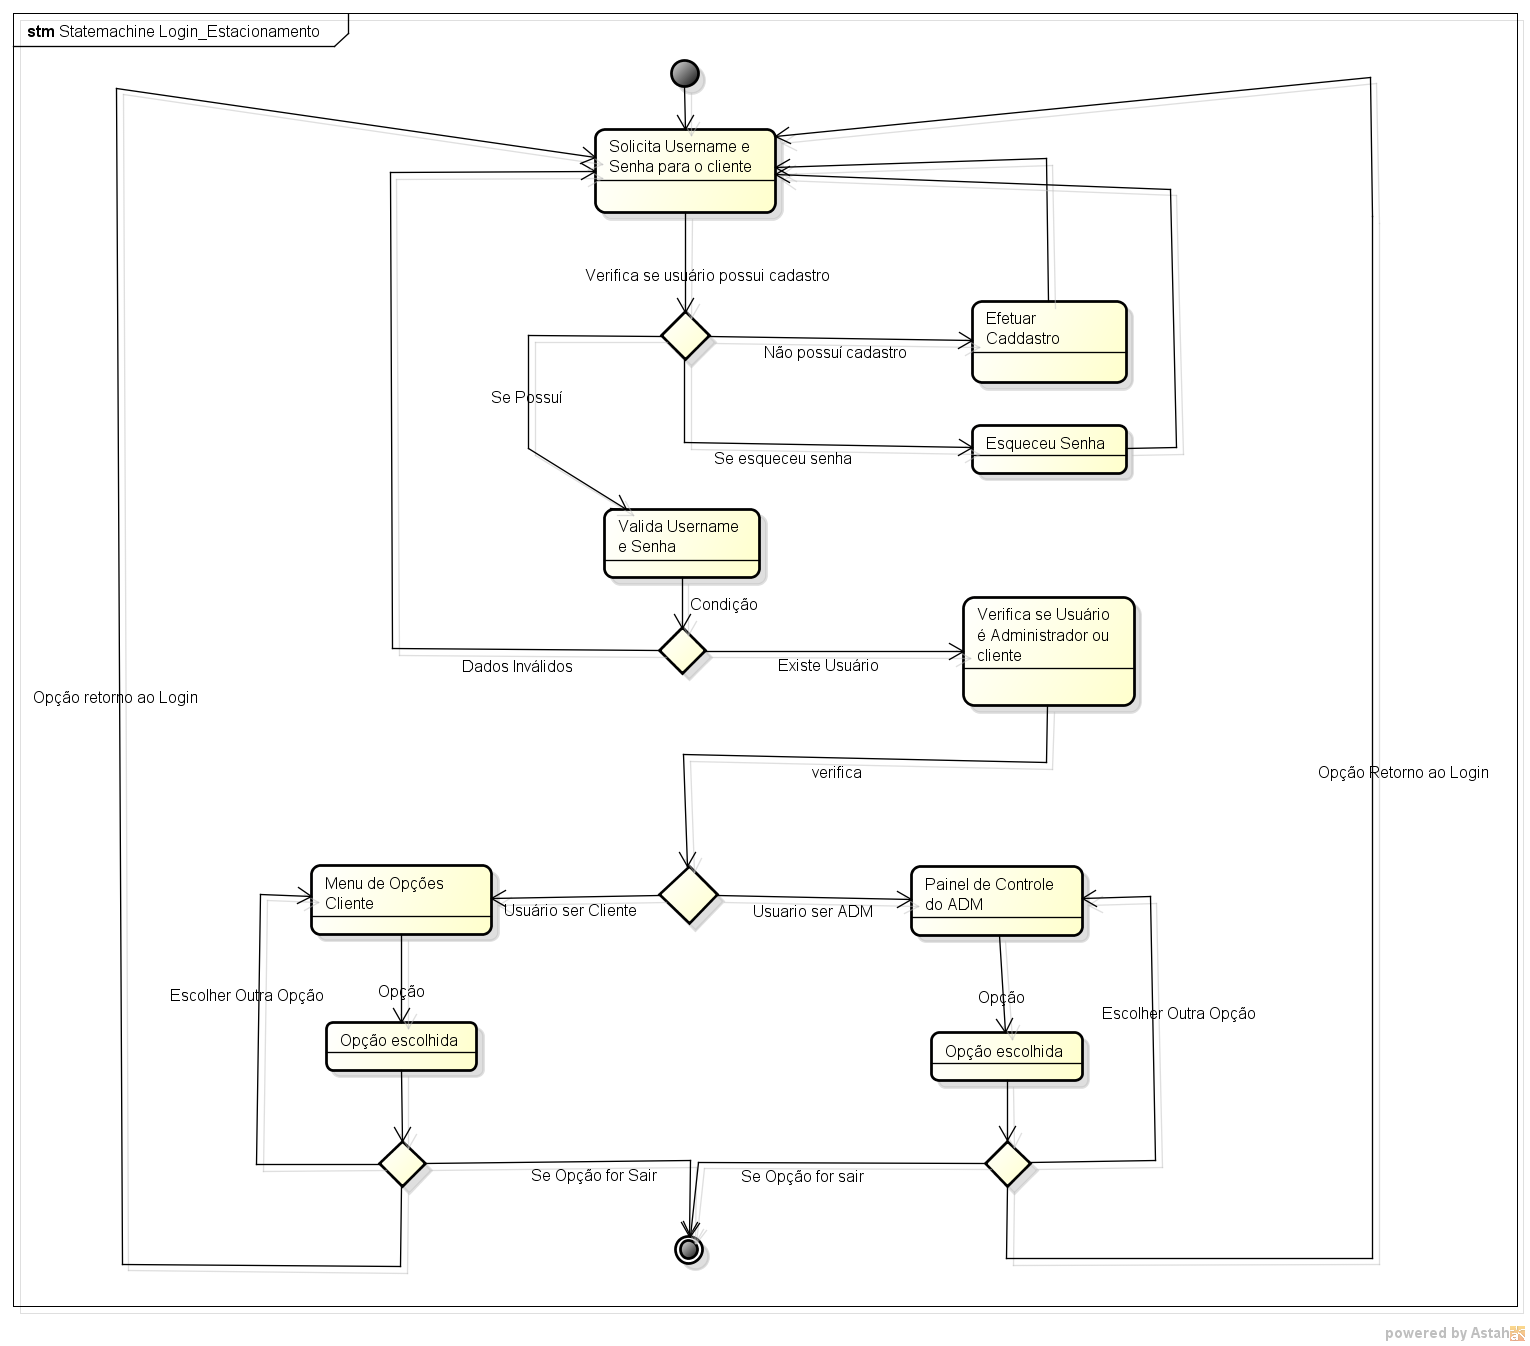 stm Statemachine Login_Estacionamento
Solicita Username e
Senha para o cliente
Verifica se usuário possui cadastro
Efetuar
Caddastro
Não possuí cadastro
Se Possuí
Esqueceu Senha
Se esqueceu senha
Valida Username
e Senha
Condição
Verifica se Usuário
é Administrador ou
cliente
Dados Inválidos
Existe Usuário
Opção retorno ao Login
verifica
Opção Retorno ao Login
Menu de Opções
Cliente
Painel de Controle
do ADM
Usuário ser Cliente
Usuario ser ADM
Escolher Outra Opção
Opção
Opção
Escolher Outra Opção
Opção escolhida
Opção escolhida
Se Opção for Sair
Se Opção for sair
powered by Astah